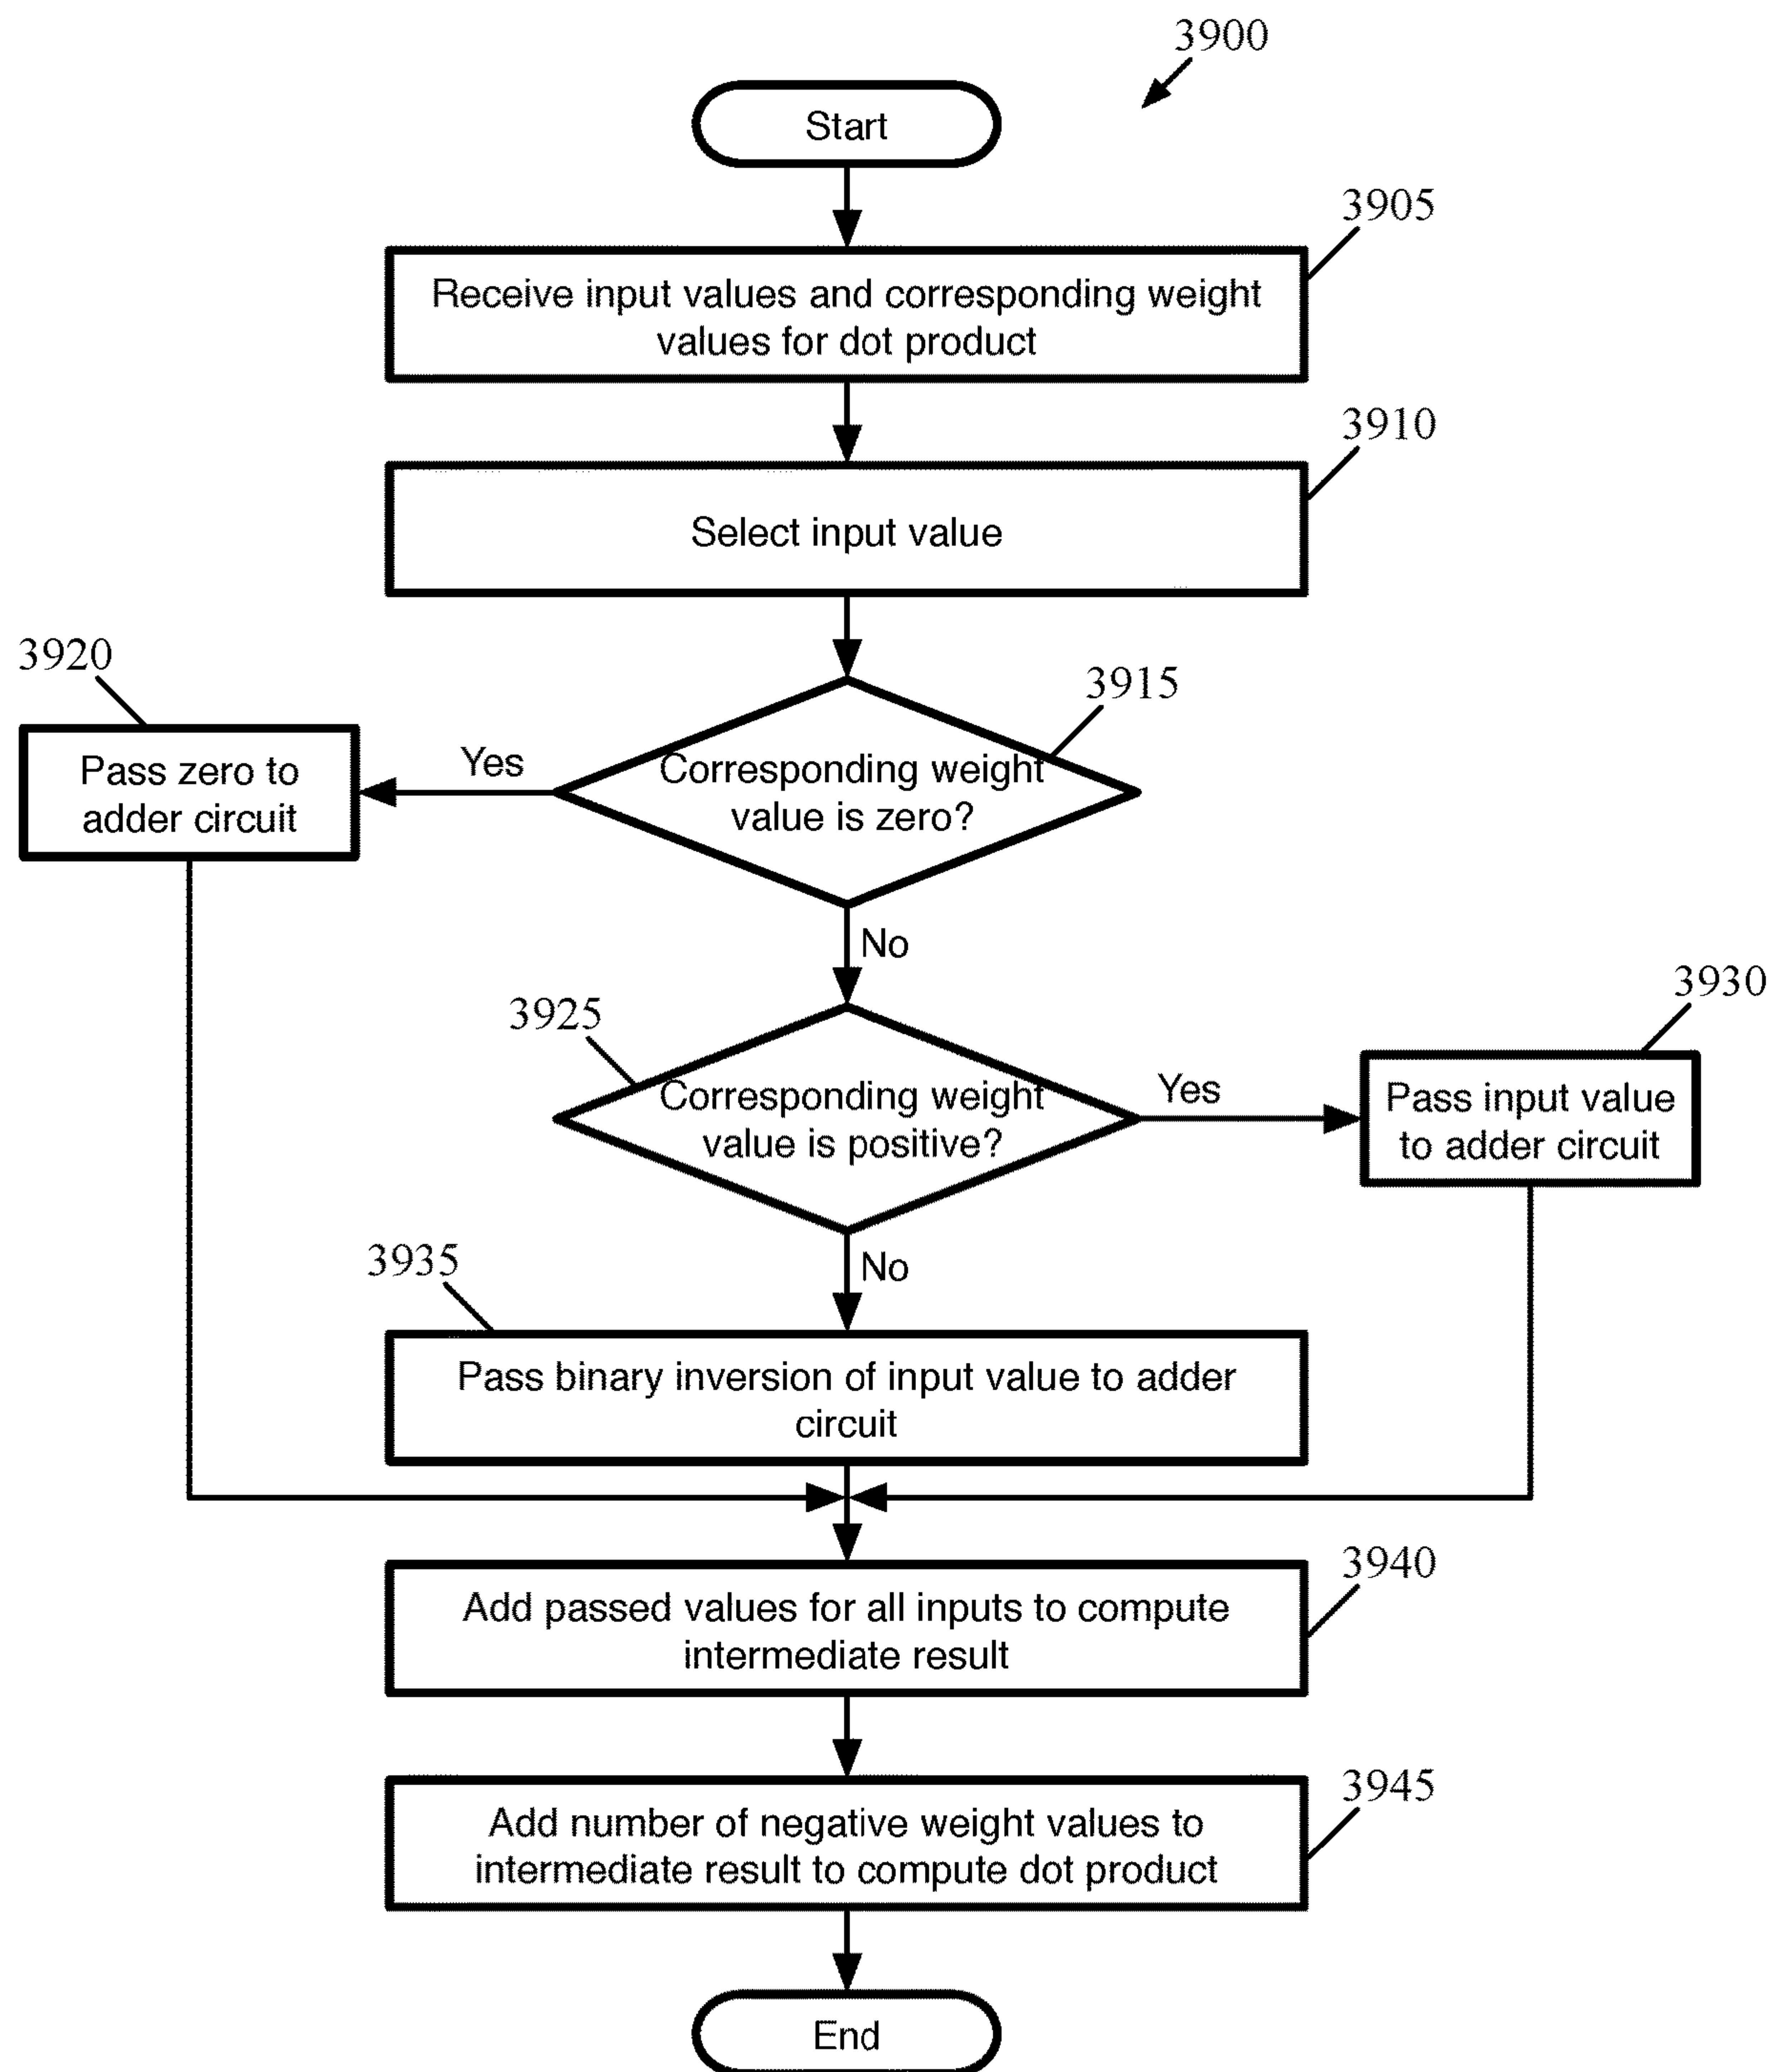 3900
Start
3905
Receive input values and corresponding weight
values for dot product
3910
Select input value
3915
3920
Corresponding weight
value is zero?
Yes
Pass zero to
adder circuit
No
3925
3930
Corresponding weight
value is positive?
Yes
Pass input value
to adder circuit
No
3935
Pass binary inversion of input value to adder
circuit
3940
Add passed values for all inputs to compute
intermediate result
3945
Add number of negative weight values to
intermediate result to compute dot product
End